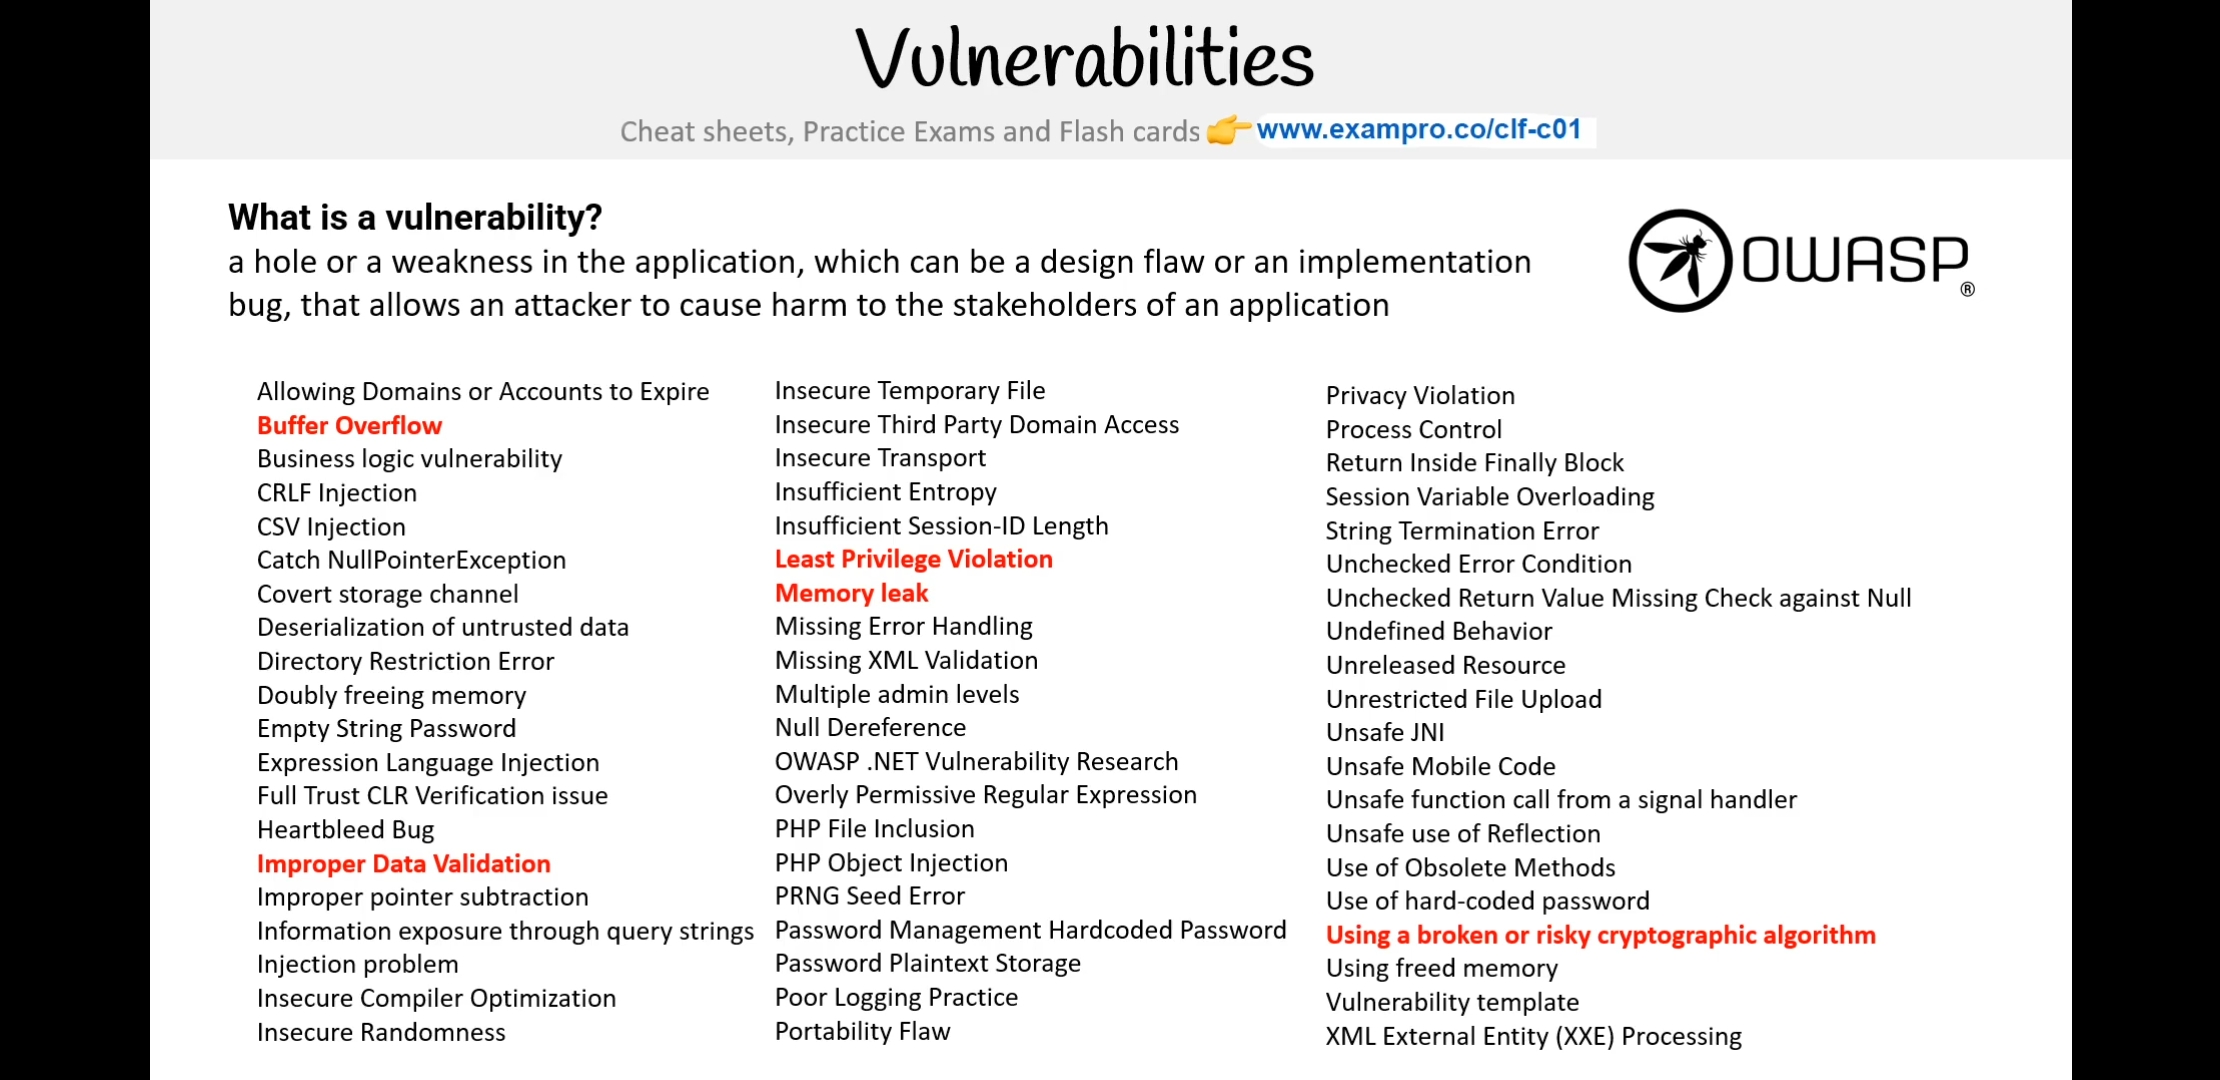 Vulnerabilities
Cheat sheets, Practice Exams and Flash cards 👉 www.exampro.co/clf-c01
What is a vulnerability?
a hole or a weakness in the application, which can be a design flaw or an implementation
bug, that allows an attacker to cause harm to the stakeholders of an application
OWASP®
Allowing Domains or Accounts to Expire
Buffer Overflow
Business logic vulnerability
CRLF Injection
CSV Injection
Catch NullPointerException
Covert storage channel
Deserialization of untrusted data
Directory Restriction Error
Doubly freeing memory
Empty String Password
Expression Language Injection
Full Trust CLR Verification issue
Heartbleed Bug
Improper Data Validation
Improper pointer subtraction
Information exposure through query strings
Injection problem
Insecure Compiler Optimization
Insecure Randomness
Insecure Temporary File
Insecure Third Party Domain Access
Insecure Transport
Insufficient Entropy
Insufficient Session-ID Length
Least Privilege Violation
Memory leak
Missing Error Handling
Missing XML Validation
Multiple admin levels
Null Dereference
OWASP .NET Vulnerability Research
Overly Permissive Regular Expression
PHP File Inclusion
PHP Object Injection
PRNG Seed Error
Password Management Hardcoded Password
Password Plaintext Storage
Poor Logging Practice
Portability Flaw
Privacy Violation
Process Control
Return Inside Finally Block
Session Variable Overloading
String Termination Error
Unchecked Error Condition
Unchecked Return Value Missing Check against Null
Undefined Behavior
Unreleased Resource
Unrestricted File Upload
Unsafe JNI
Unsafe Mobile Code
Unsafe function call from a signal handler
Unsafe use of Reflection
Use of Obsolete Methods
Use of hard-coded password
Using a broken or risky cryptographic algorithm
Using freed memory
Vulnerability template
XML External Entity (XXE) Processing